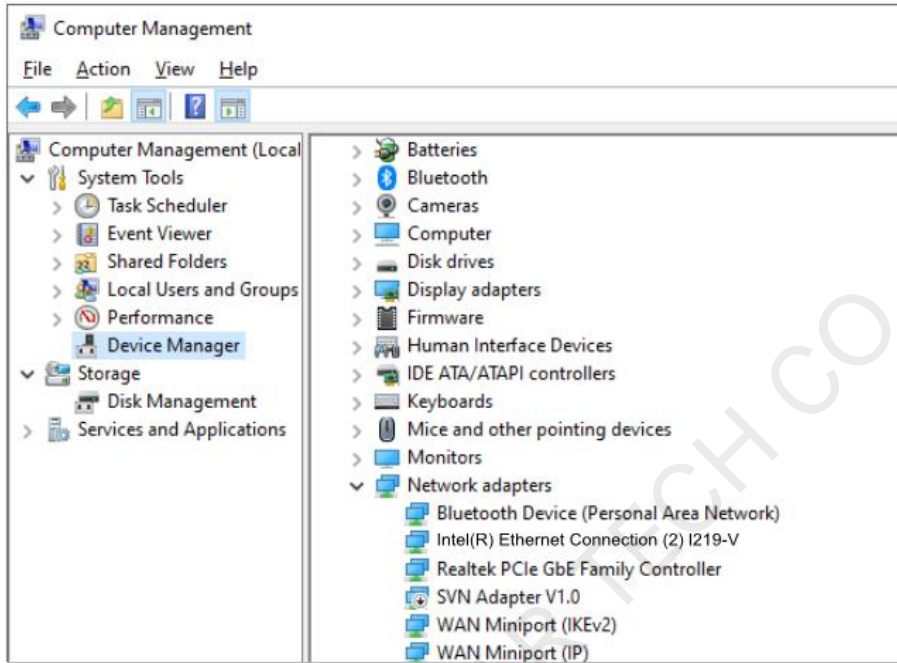 Computer Management
File Action View Help
Computer Management (Local
System Tools
Task Scheduler
Event Viewer
Shared Folders
Local Users and Groups
Performance
Device Manager
Storage
Disk Management
Services and Applications
Batteries
Bluetooth
Cameras
Computer
Disk drives
Display adapters
Firmware
Human Interface Devices
IDE ATA/ATAPI controllers
Keyboards
Mice and other pointing devices
Monitors
Network adapters
Bluetooth Device (Personal Area Network)
Intel(R) Ethernet Connection (2) I219-V
Realtek PCIe GbE Family Controller
SVN Adapter V1.0
WAN Miniport (IKEv2)
WAN Miniport (IP)
R TECH CO